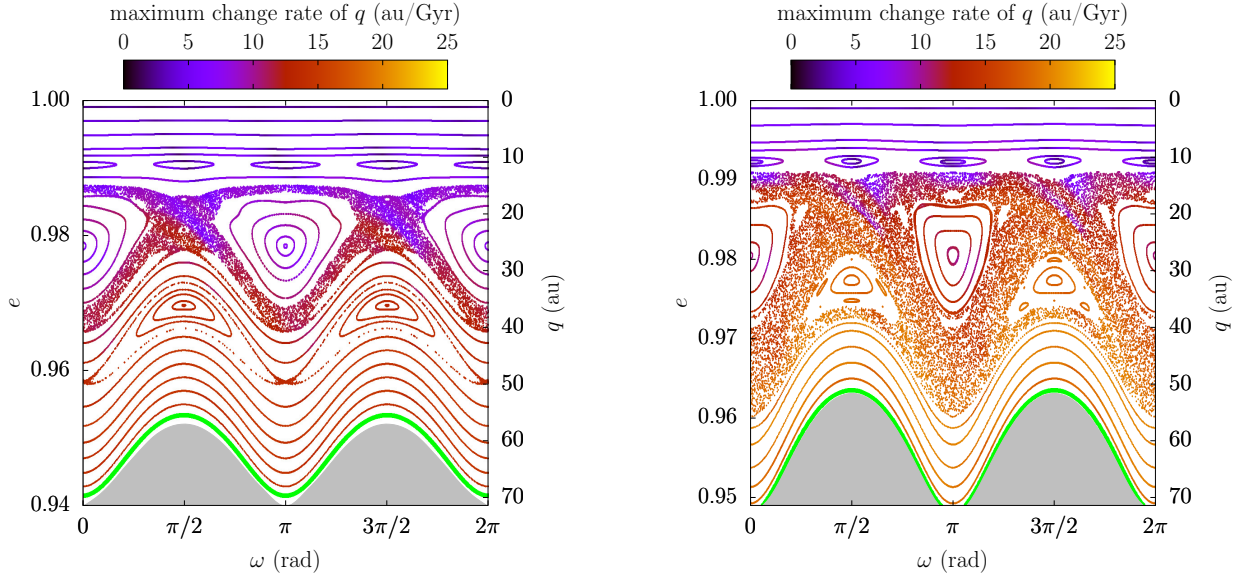 maximum change rate of q (au/Gyr)
0 5 10 15 20 25
1.00
0.98
0.96
0.94
e
0
10
20
30
40
50
60
70
q (au)
0 π/2 π 3π/2 2π
ω (rad)
maximum change rate of q (au/Gyr)
0 5 10 15 20 25
1.00
0.99
0.98
0.97
0.96
0.95
e
0
10
20
30
40
50
60
70
q (au)
0 π/2 π 3π/2 2π
ω (rad)